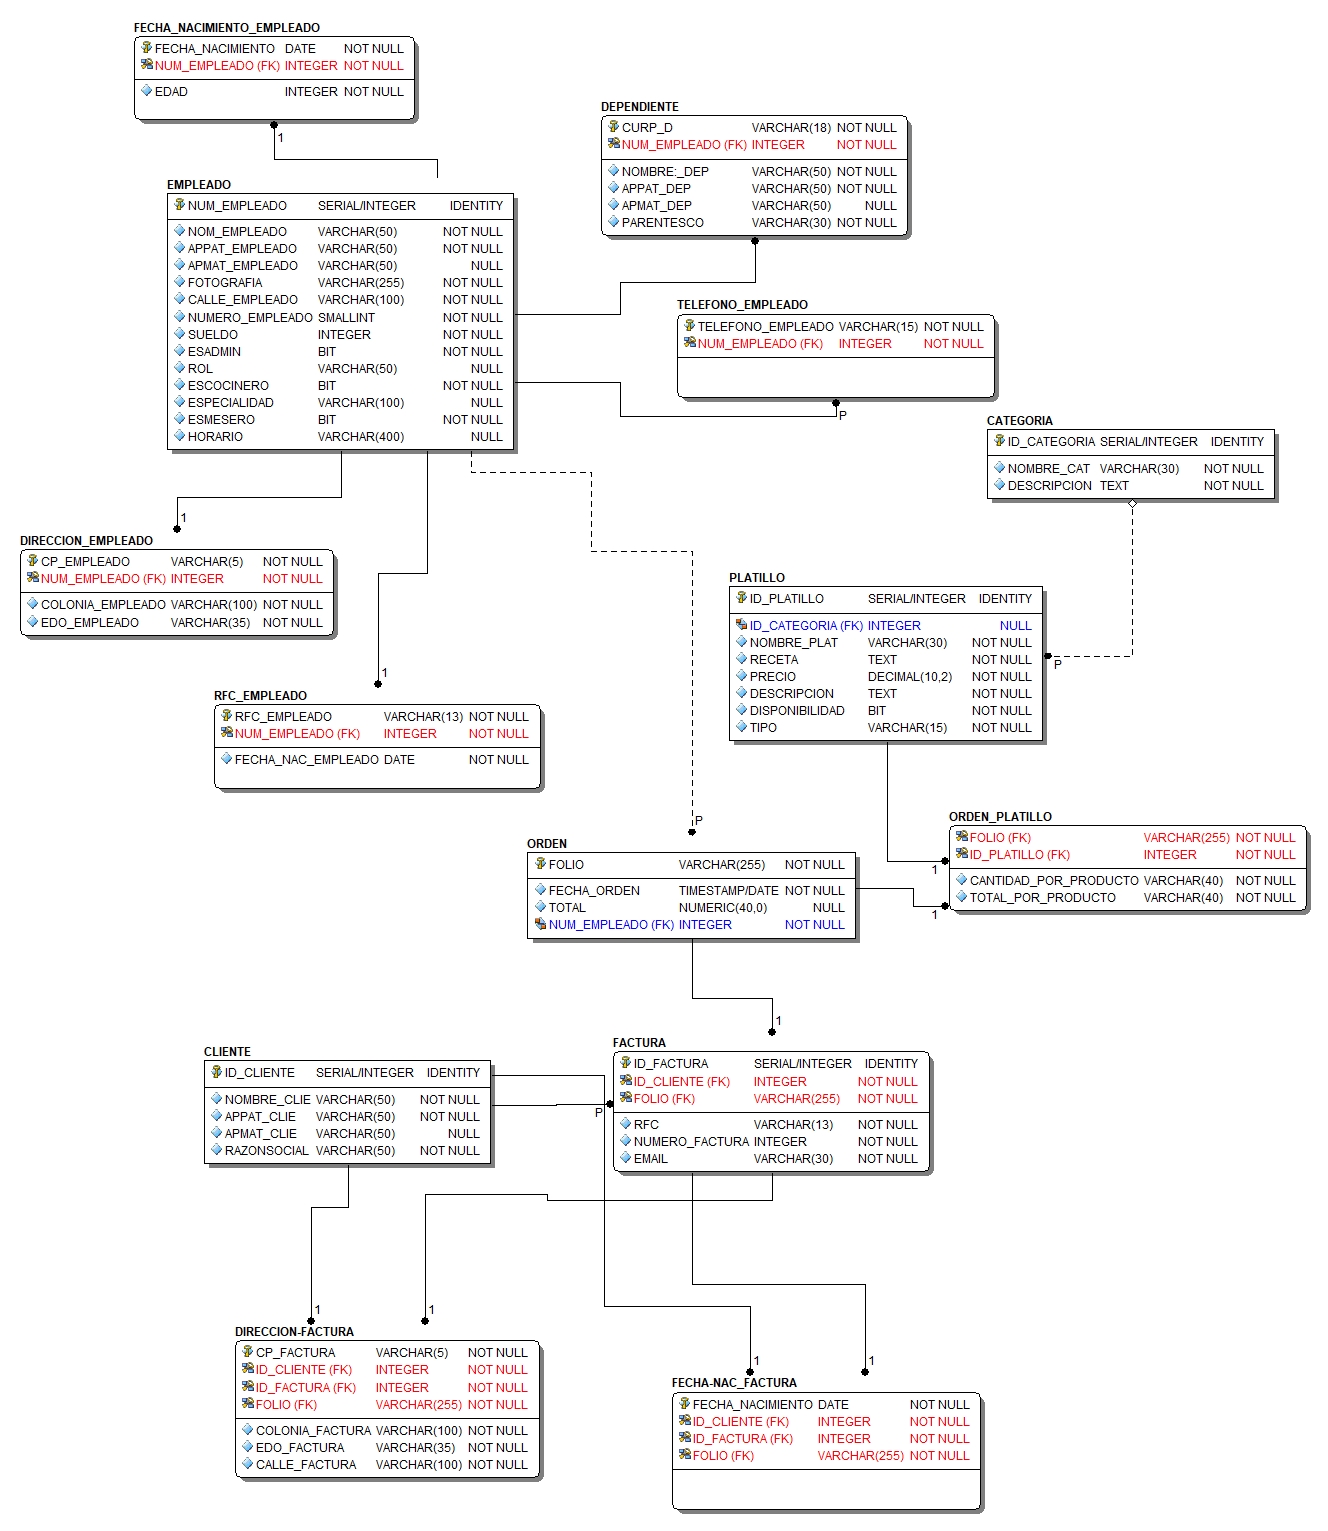 FECHA_NACIMIENTO_EMPLEADO
FECHA_NACIMIENTO DATE NOT NULL
NUM_EMPLEADO (FK) INTEGER NOT NULL
EDAD INTEGER NOT NULL
1
DEPENDIENTE
CURP_D VARCHAR(18) NOT NULL
NUM_EMPLEADO (FK) INTEGER NOT NULL
NOMBRE:_DEP VARCHAR(50) NOT NULL
APPAT_DEP VARCHAR(50) NOT NULL
APMAT_DEP VARCHAR(50) NULL
PARENTESCO VARCHAR(30) NOT NULL
EMPLEADO
NUM_EMPLEADO SERIAL/INTEGER IDENTITY
NOM_EMPLEADO VARCHAR(50) NOT NULL
APPAT_EMPLEADO VARCHAR(50) NOT NULL
APMAT_EMPLEADO VARCHAR(50) NULL
FOTOGRAFIA VARCHAR(255) NOT NULL
CALLE_EMPLEADO VARCHAR(100) NOT NULL
NUMERO_EMPLEADO SMALLINT NOT NULL
SUELDO INTEGER NOT NULL
ESADMIN BIT NOT NULL
ROL VARCHAR(50) NULL
ESCOCINERO BIT NOT NULL
ESPECIALIDAD VARCHAR(100) NULL
ESMESERO BIT NOT NULL
HORARIO VARCHAR(400) NULL
TELEFONO_EMPLEADO
TELEFONO_EMPLEADO VARCHAR(15) NOT NULL
NUM_EMPLEADO (FK) INTEGER NOT NULL
P
CATEGORIA
ID_CATEGORIA SERIAL/INTEGER IDENTITY
NOMBRE_CAT VARCHAR(30) NOT NULL
DESCRIPCION TEXT NOT NULL
1
DIRECCION_EMPLEADO
CP_EMPLEADO VARCHAR(5) NOT NULL
NUM_EMPLEADO (FK) INTEGER NOT NULL
COLONIA_EMPLEADO VARCHAR(100) NOT NULL
EDO_EMPLEADO VARCHAR(35) NOT NULL
PLATILLO
ID_PLATILLO SERIAL/INTEGER IDENTITY
ID_CATEGORIA (FK) INTEGER NULL
NOMBRE_PLAT VARCHAR(30) NOT NULL
RECETA TEXT NOT NULL
PRECIO DECIMAL(10,2) NOT NULL
DESCRIPCION TEXT NOT NULL
DISPONIBILIDAD BIT NOT NULL
TIPO VARCHAR(15) NOT NULL
P
1
RFC_EMPLEADO
RFC_EMPLEADO VARCHAR(13) NOT NULL
NUM_EMPLEADO (FK) INTEGER NOT NULL
FECHA_NAC_EMPLEADO DATE NOT NULL
P
ORDEN_PLATILLO
FOLIO (FK) VARCHAR(255) NOT NULL
ID_PLATILLO (FK) INTEGER NOT NULL
CANTIDAD_POR_PRODUCTO VARCHAR(40) NOT NULL
TOTAL_POR_PRODUCTO VARCHAR(40) NOT NULL
1
1
ORDEN
FOLIO VARCHAR(255) NOT NULL
FECHA_ORDEN TIMESTAMP/DATE NOT NULL
TOTAL NUMERIC(40,0) NULL
NUM_EMPLEADO (FK) INTEGER NOT NULL
1
CLIENTE
ID_CLIENTE SERIAL/INTEGER IDENTITY
NOMBRE_CLIE VARCHAR(50) NOT NULL
APPAT_CLIE VARCHAR(50) NOT NULL
APMAT_CLIE VARCHAR(50) NULL
RAZONSOCIAL VARCHAR(50) NOT NULL
P
FACTURA
ID_FACTURA SERIAL/INTEGER IDENTITY
ID_CLIENTE (FK) INTEGER NOT NULL
FOLIO (FK) VARCHAR(255) NOT NULL
RFC VARCHAR(13) NOT NULL
NUMERO_FACTURA INTEGER NOT NULL
EMAIL VARCHAR(30) NOT NULL
1
1
DIRECCION-FACTURA
CP_FACTURA VARCHAR(5) NOT NULL
ID_CLIENTE (FK) INTEGER NOT NULL
ID_FACTURA (FK) INTEGER NOT NULL
FOLIO (FK) VARCHAR(255) NOT NULL
COLONIA_FACTURA VARCHAR(100) NOT NULL
EDO_FACTURA VARCHAR(35) NOT NULL
CALLE_FACTURA VARCHAR(100) NOT NULL
1
1
FECHA-NAC_FACTURA
FECHA_NACIMIENTO DATE NOT NULL
ID_CLIENTE (FK) INTEGER NOT NULL
ID_FACTURA (FK) INTEGER NOT NULL
FOLIO (FK) VARCHAR(255) NOT NULL